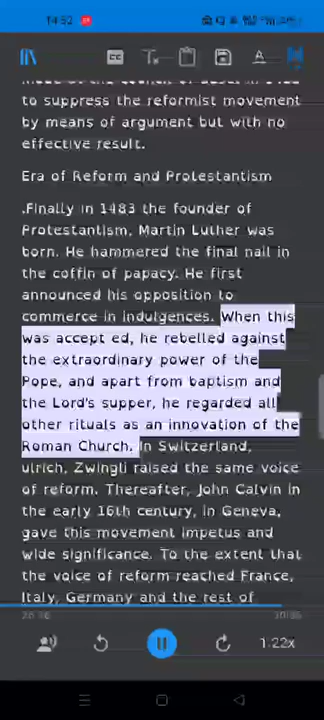 14:52
to suppress the reformist movement
by means of argument but with no
effective result.
Era of Reform and Protestantism
.Finally in 1483 the founder of
Protestantism, Martin Luther was
born. He hammered the final nail in
the coffin of papacy. He first
announced his opposition to
commerce in indulgences. When this
was accept ed, he rebelled against
the extraordinary power of the
Pope, and apart from baptism and
the Lord's supper, he regarded all
other rituals as an innovation of the
Roman Church. In Switzerland,
ulrich, Zwingli raised the same voice
of reform. Thereafter, John Calvin in
the early 16th century, in Geneva,
gave this movement impetus and
wide significance. To the extent that
the voice of reform reached France,
Italy, Germany and the rest of
1.22x